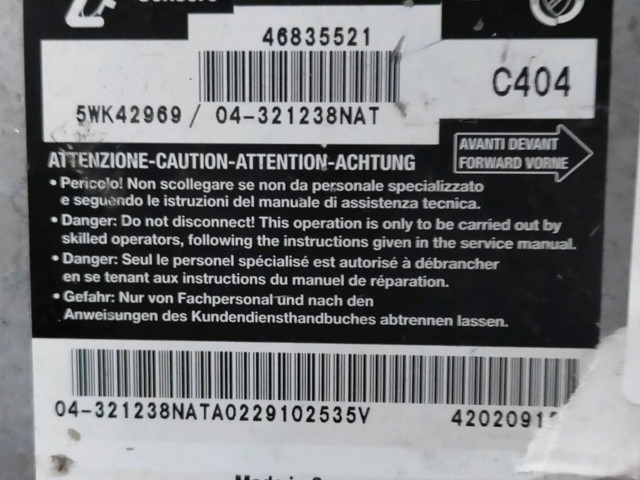 46835521
C404
5WK42969 / 04-321238NAT
AVANTI DEVANT
FORWARD VORNE
ATTENZIONE-CAUTION-ATTENTION-ACHTUNG
• Pericolo! Non scollegare se non da personale specializzato
e seguendo le istruzioni del manuale di assistenza tecnica.
• Danger: Do not disconnect! This operation is only to be carried out by
skilled operators, following the instructions given in the service manual.
• Danger: Seul le personel spécialisé est autorisé à débrancher
en se tenant aux instructions du manuel de réparation.
• Gefahr: Nur von Fachpersonal und nach den
Anweisungen des Kundendiensthandbuches abtrennen lassen.
04-321238NATA0229102535V
Made in